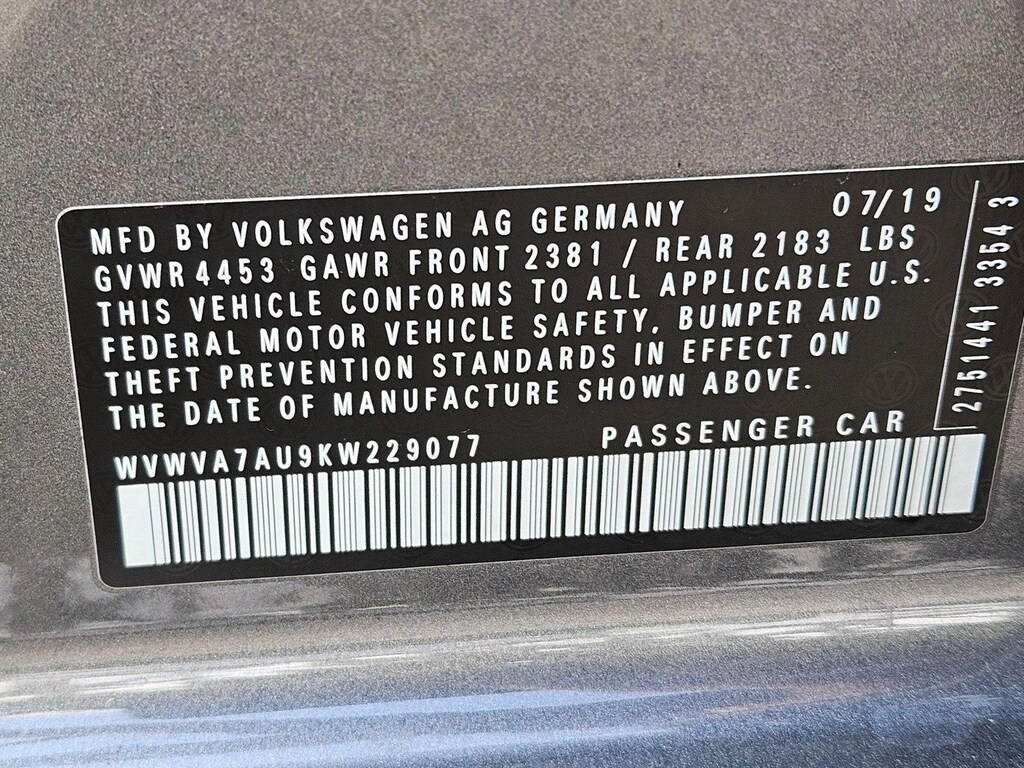 MFD BY VOLKSWAGEN AG GERMANY 07/19
GVWR 4453 GAWR FRONT 2381 / REAR 2183 LBS
THIS VEHICLE CONFORMS TO ALL APPLICABLE U.S.
FEDERAL MOTOR VEHICLE SAFETY, BUMPER AND
THEFT PREVENTION STANDARDS IN EFFECT ON
THE DATE OF MANUFACTURE SHOWN ABOVE.
WVWVA7AU9KW229077 PASSENGER CAR
2751441 3354 3